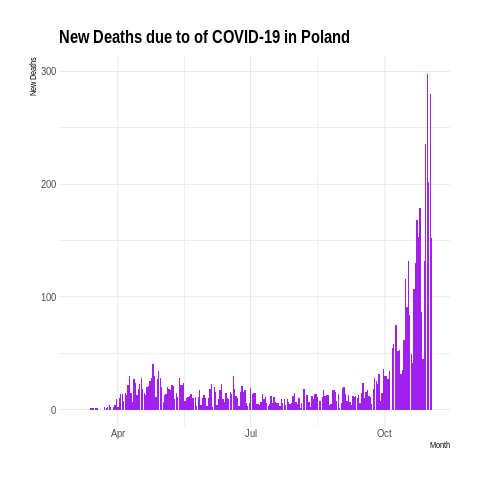 New Deaths due to of COVID-19 in Poland
New Deaths
300
200
100
0
Apr
Jul
Oct
Month